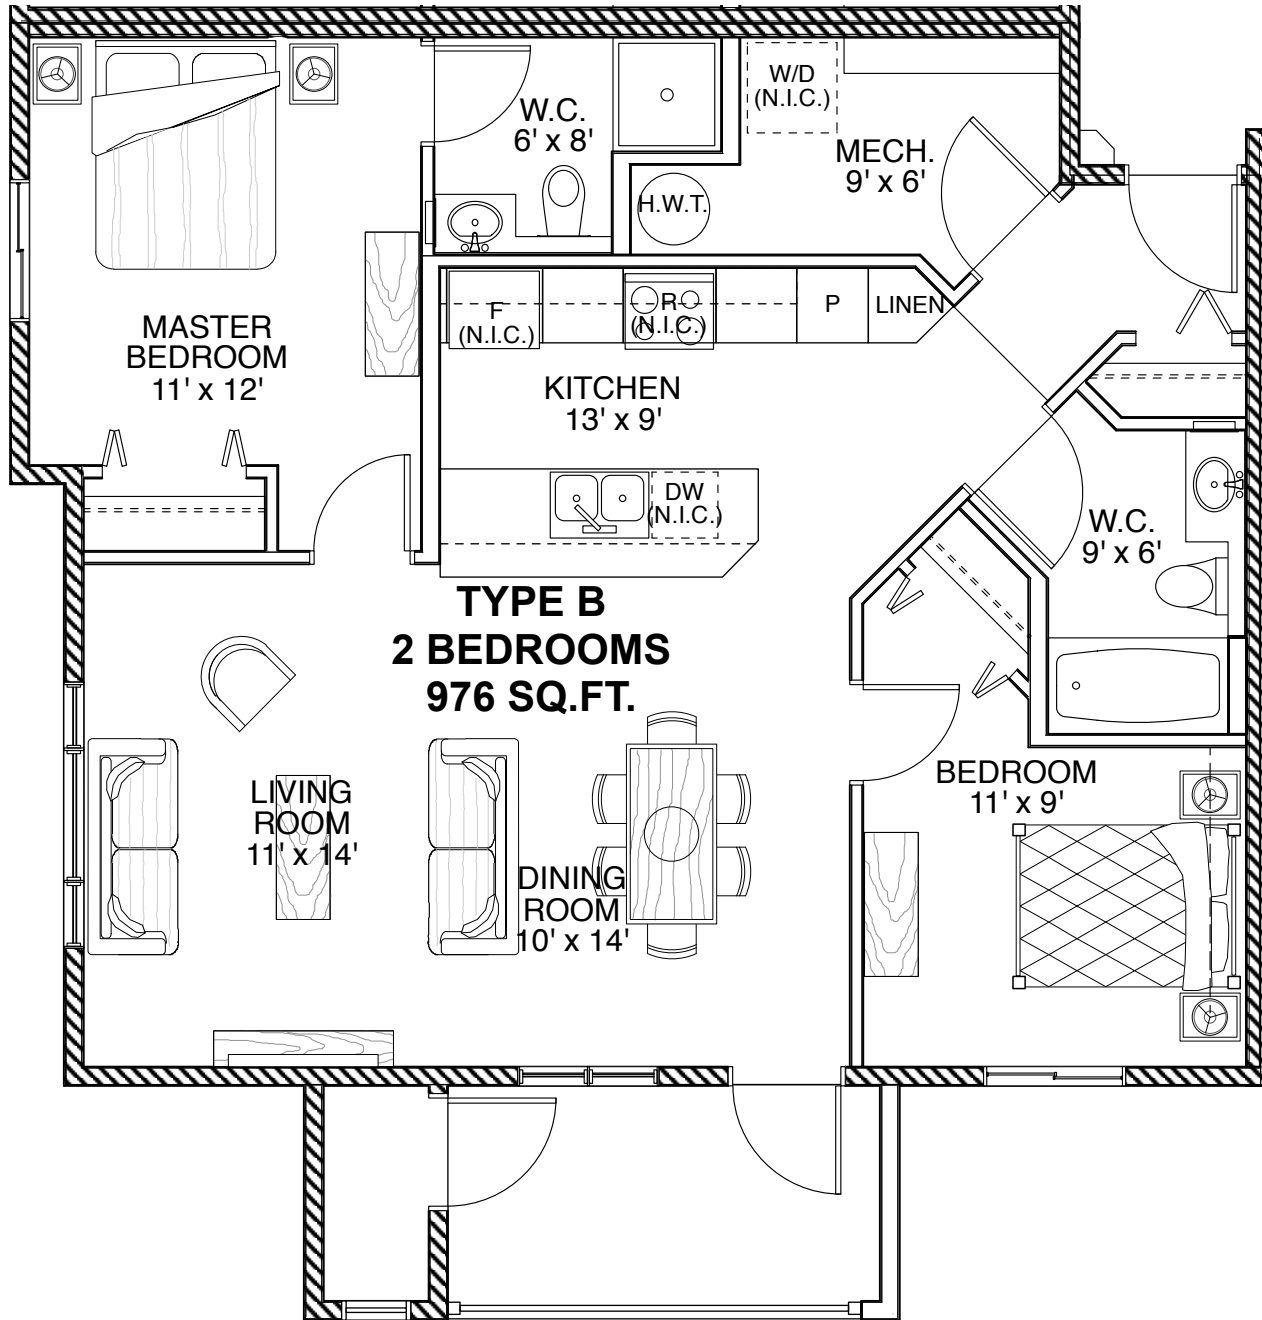 W.C.
6' x 8'
W/D
(N.I.C.)
MECH.
9' x 6'
H.W.T.
MASTER
BEDROOM
11' x 12'
F
(N.I.C.)
R
(N.I.C.)
P
LINEN
KITCHEN
13' x 9'
DW
(N.I.C.)
W.C.
9' x 6'
TYPE B
2 BEDROOMS
976 SQ.FT.
LIVING
ROOM
11' x 14'
DINING
ROOM
10' x 14'
BEDROOM
11' x 9'